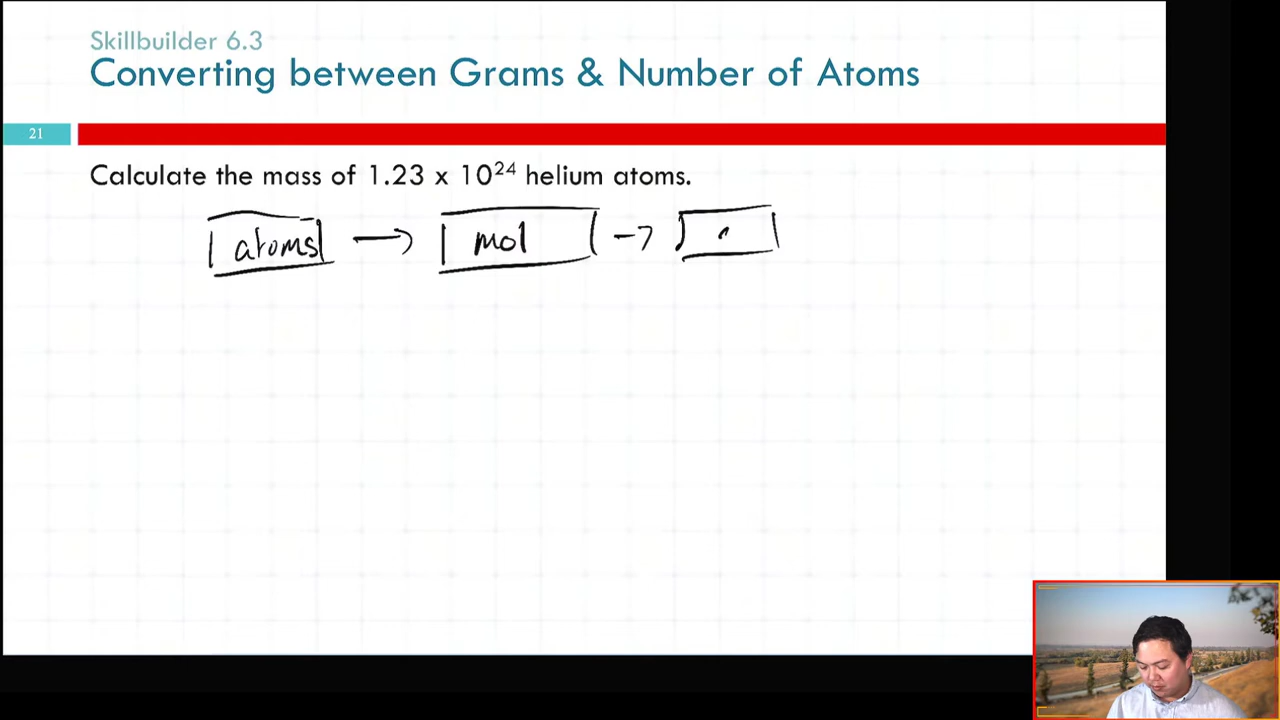 Skillbuilder 6.3
Converting between Grams & Number of Atoms
21
Calculate the mass of 1.23 x 10²⁴ helium atoms.
atoms → mol →